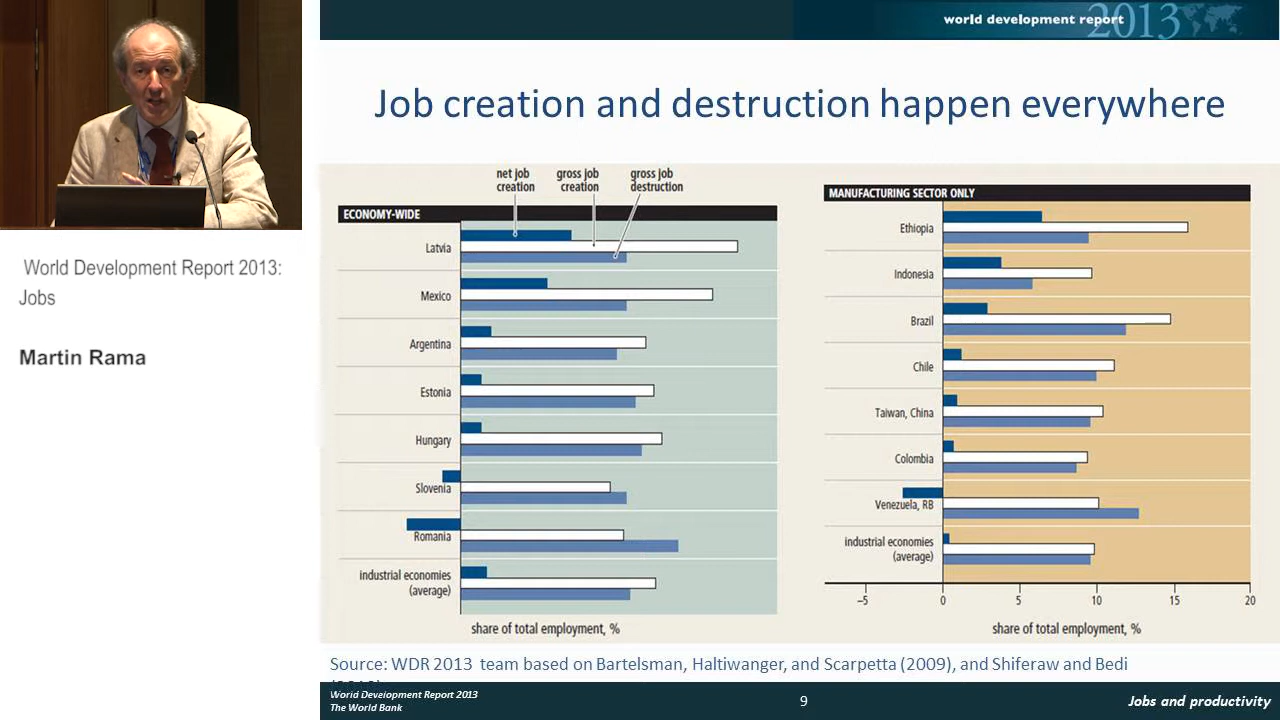 world development report
2013
Job creation and destruction happen everywhere
World Development Report 2013:
Jobs
Martin Rama
net job
creation
gross job
creation
gross job
destruction
ECONOMY-WIDE
Latvia
Mexico
Argentina
Estonia
Hungary
Slovenia
Romania
industrial economies
(average)
share of total employment, %
MANUFACTURING SECTOR ONLY
Ethiopia
Indonesia
Brazil
Chile
Taiwan, China
Colombia
Venezuela, RB
industrial economies
(average)
–5 0 5 10 15 20
share of total employment, %
Source: WDR 2013 team based on Bartelsman, Haltiwanger, and Scarpetta (2009), and Shiferaw and Bedi
World Development Report 2013
The World Bank
9
Jobs and productivity